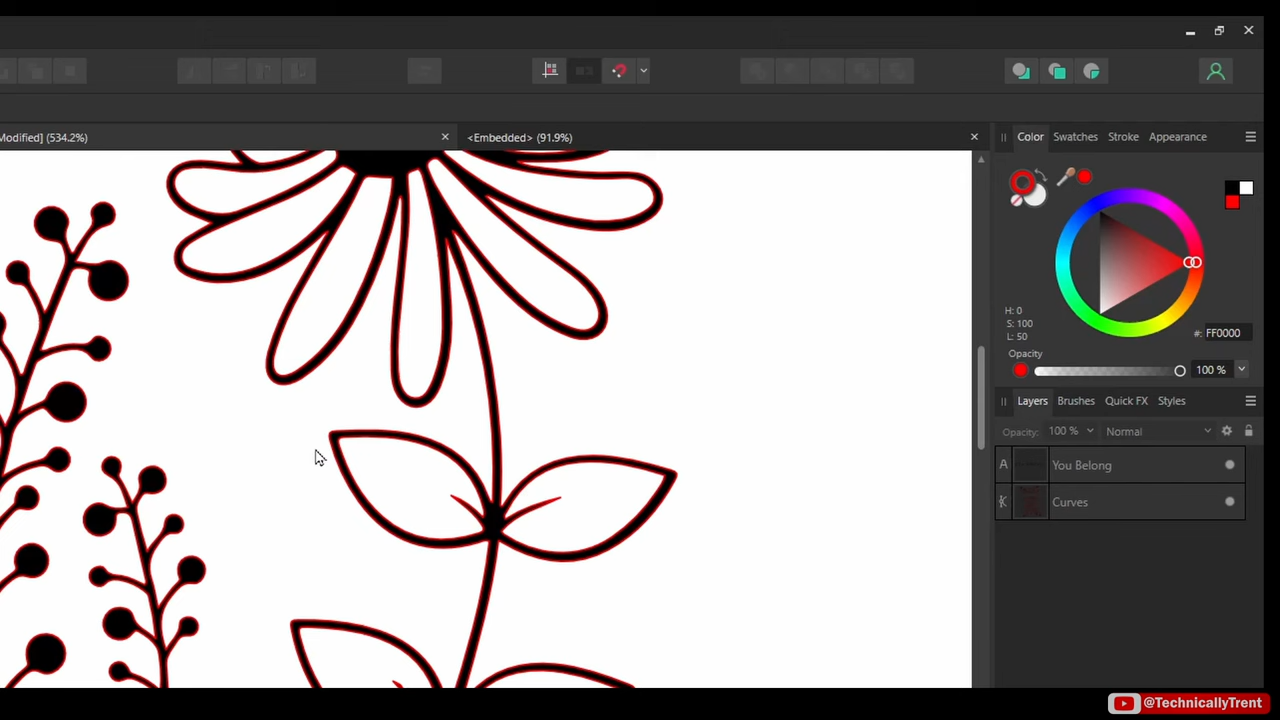 Modified] (534.2%)
<Embedded> (91.9%)
Color
Swatches
Stroke
Appearance
H: 0
S: 100
L: 50
#: FF0000
Opacity
100 %
Layers
Brushes
Quick FX
Styles
Opacity: 100 %
Normal
A You Belong
Curves
@TechnicallyTrent